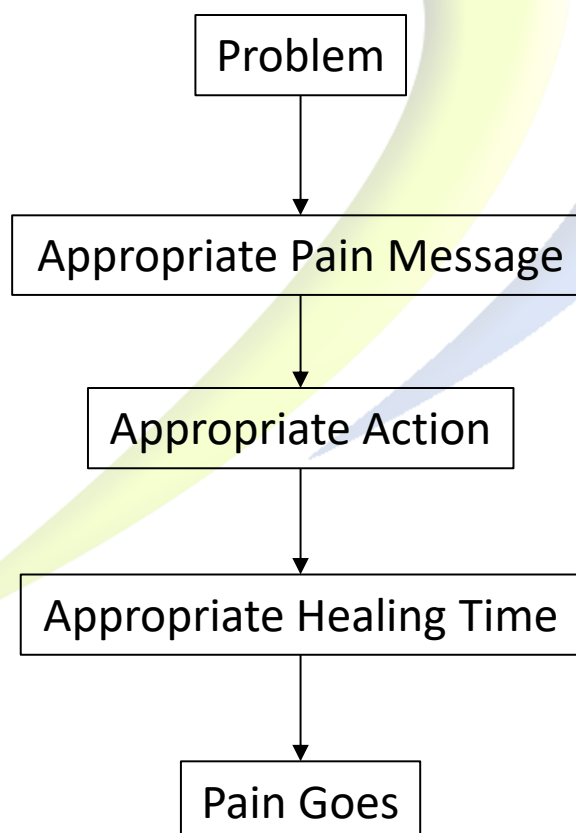 Problem
Appropriate Pain Message
Appropriate Action
Appropriate Healing Time
Pain Goes